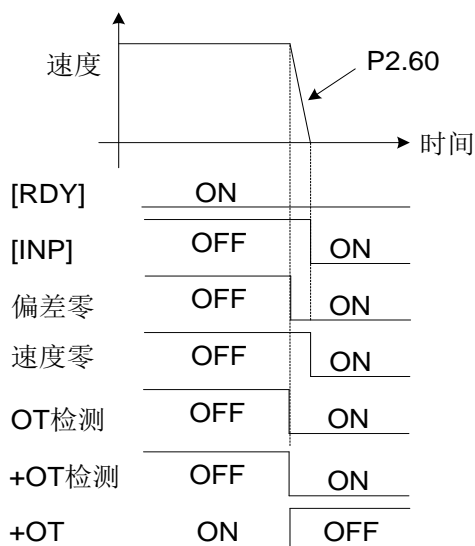 速度
P2.60
时间
[RDY] ON
[INP] OFF ON
偏差零 OFF ON
速度零 OFF ON
OT检测 OFF ON
+OT检测 OFF ON
+OT ON OFF